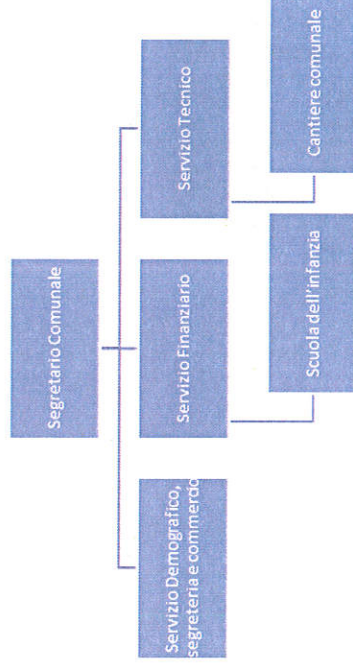 Segretario Comunale
Servizio Demografico,
segreteria e commercio
Servizio Finanziario
Servizio Tecnico
Scuola dell'infanzia
Cantiere comunale